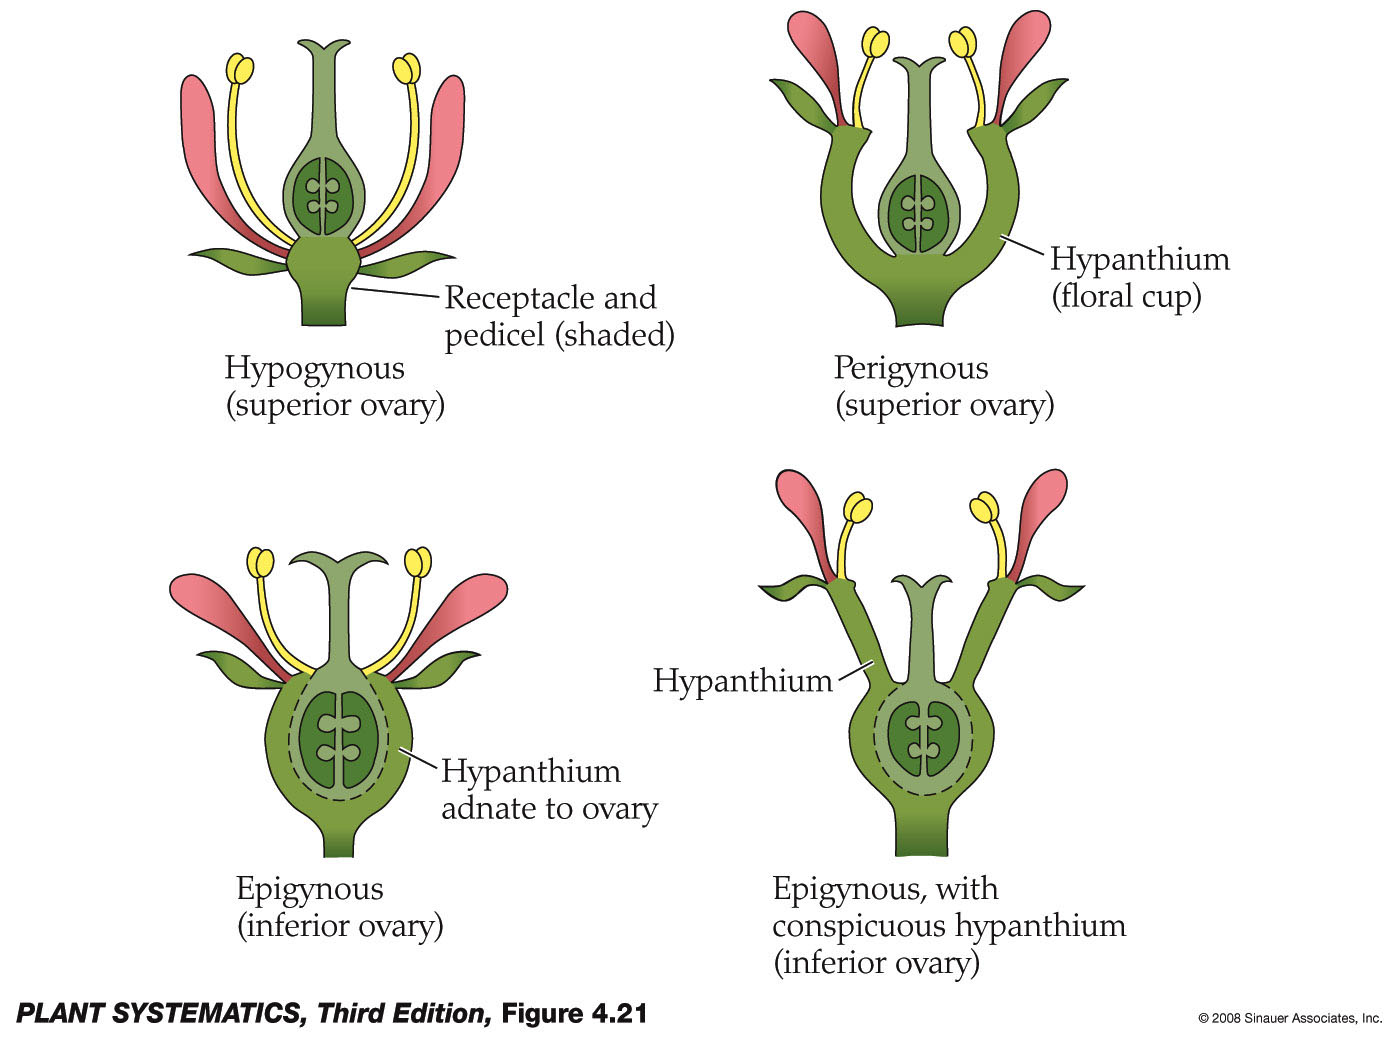 Receptacle and
pedicel (shaded)
Hypogynous
(superior ovary)
Hypanthium
(floral cup)
Perigynous
(superior ovary)
Hypanthium
adnate to ovary
Epigynous
(inferior ovary)
Hypanthium
Epigynous, with
conspicuous hypanthium
(inferior ovary)
PLANT SYSTEMATICS, Third Edition, Figure 4.21
© 2008 Sinauer Associates, Inc.